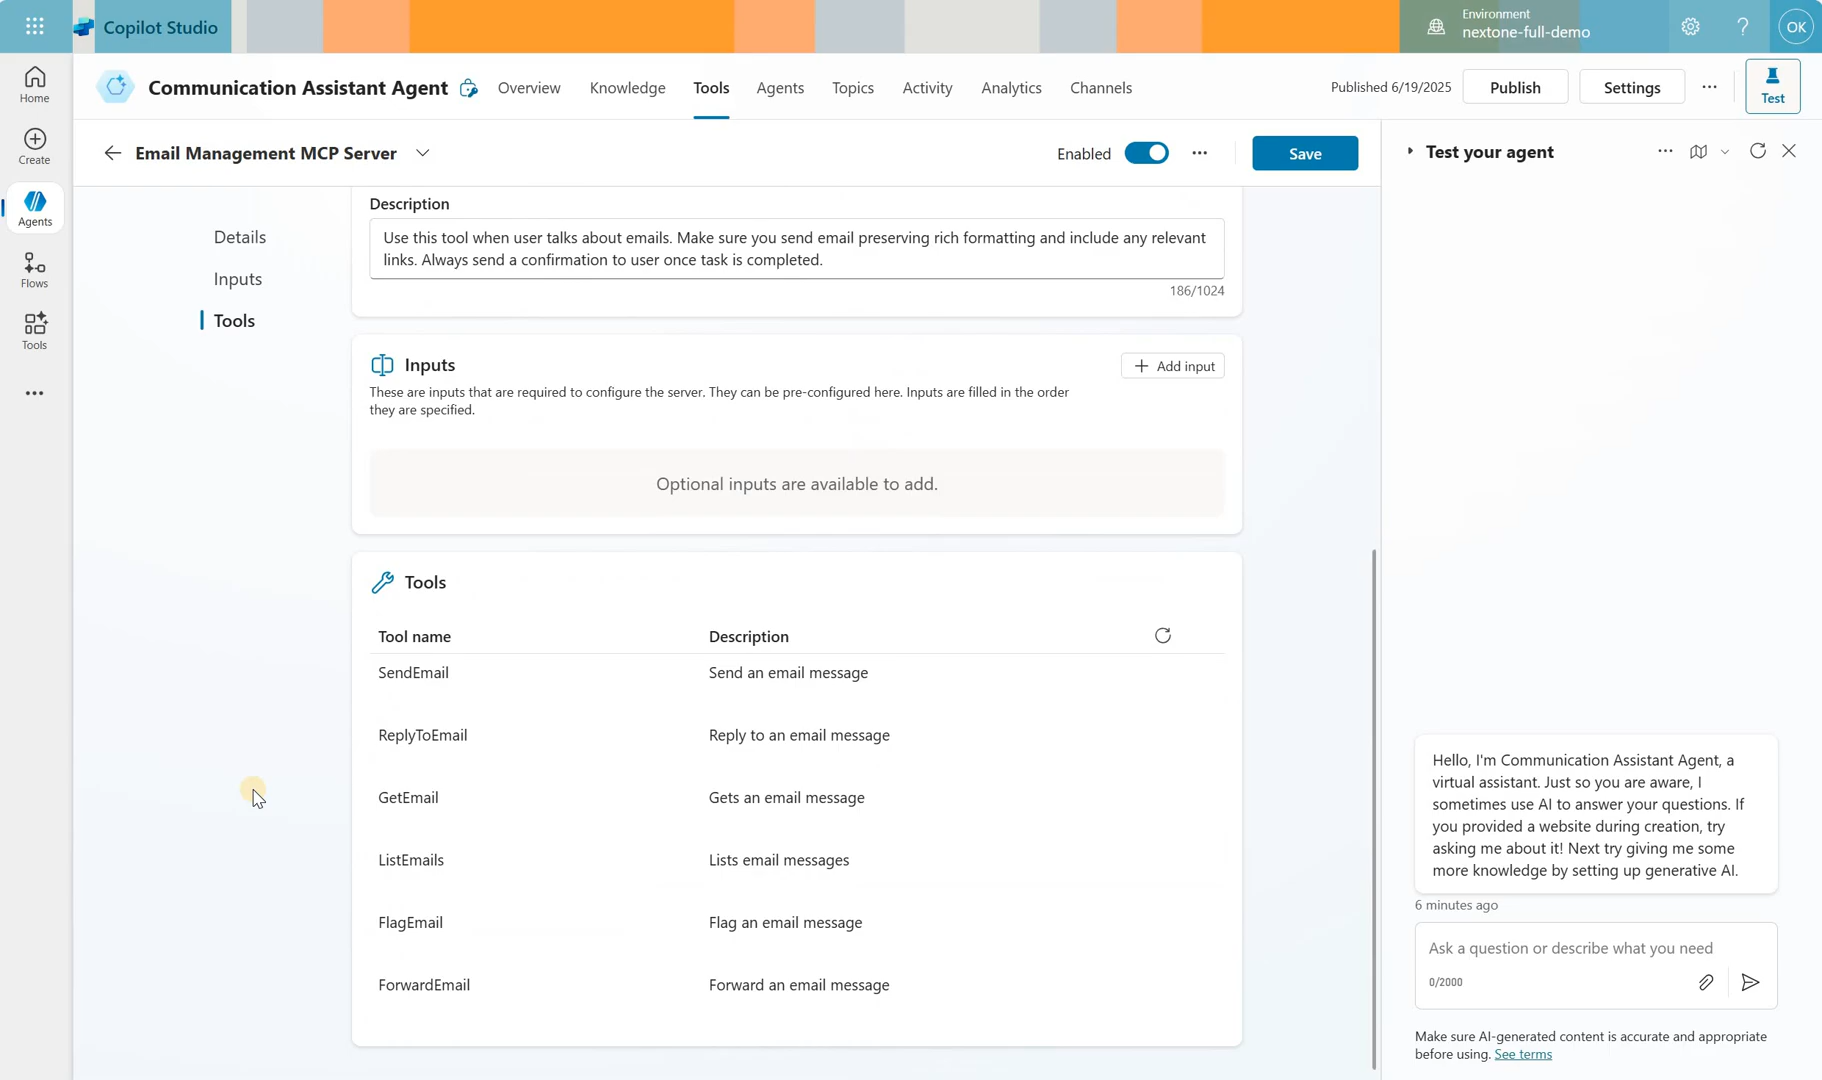 Copilot Studio
Environment
nextone-full-demo
OK
Home
Create
Agents
Flows
Tools
Communication Assistant Agent
Overview
Knowledge
Tools
Agents
Topics
Activity
Analytics
Channels
Published 6/19/2025
Publish
Settings
Test
Email Management MCP Server
Enabled
Save
Details
Inputs
Tools
Description
Use this tool when user talks about emails. Make sure you send email preserving rich formatting and include any relevant
links. Always send a confirmation to user once task is completed.
186/1024
Inputs
Add input
These are inputs that are required to configure the server. They can be pre-configured here. Inputs are filled in the order
they are specified.
Optional inputs are available to add.
Tools
Tool name Description
SendEmail Send an email message
ReplyToEmail Reply to an email message
GetEmail Gets an email message
ListEmails Lists email messages
FlagEmail Flag an email message
ForwardEmail Forward an email message
Test your agent
Hello, I'm Communication Assistant Agent, a
virtual assistant. Just so you are aware, I
sometimes use AI to answer your questions. If
you provided a website during creation, try
asking me about it! Next try giving me some
more knowledge by setting up generative AI.
6 minutes ago
Ask a question or describe what you need
0/2000
Make sure AI-generated content is accurate and appropriate
before using. See terms